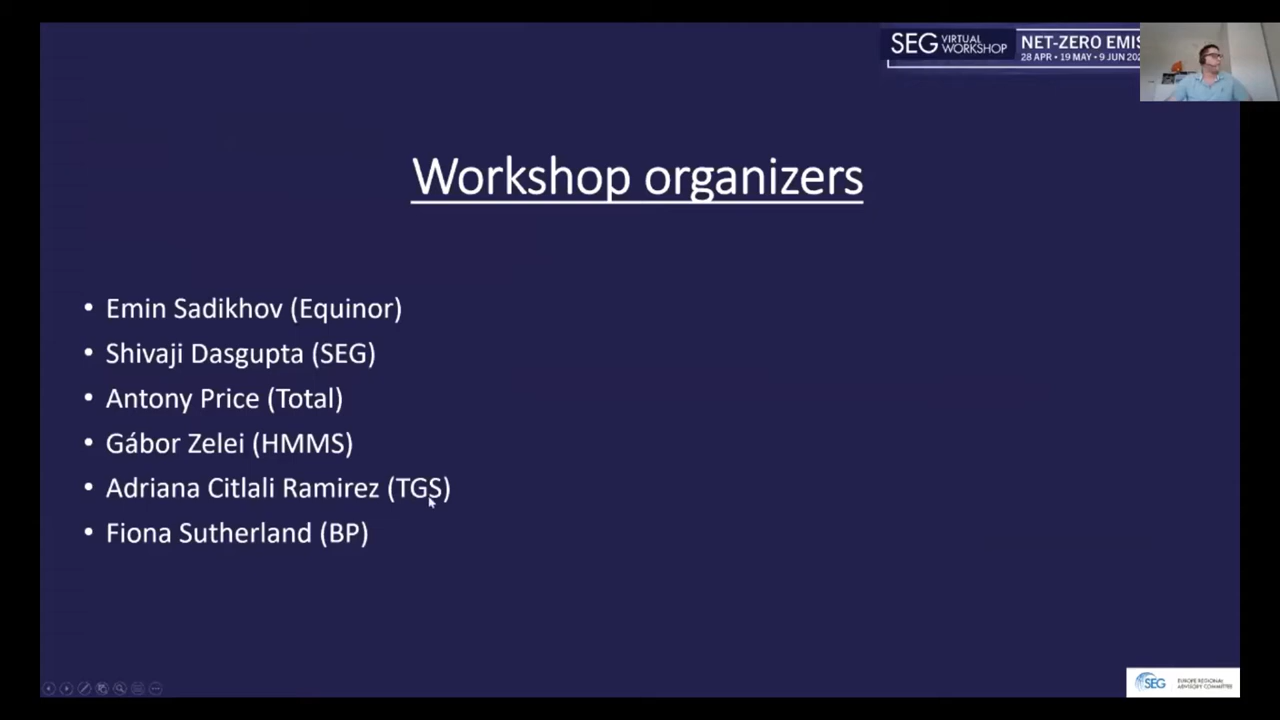 SEG VIRTUAL WORKSHOP
NET-ZERO EMIS
28 APR • 19 MAY • 9 JUN 202
Workshop organizers
• Emin Sadikhov (Equinor)
• Shivaji Dasgupta (SEG)
• Antony Price (Total)
• Gábor Zelei (HMMS)
• Adriana Citlali Ramirez (TGS)
• Fiona Sutherland (BP)
SEG
EUROPE REGIONAL
ADVISORY COMMITTEE